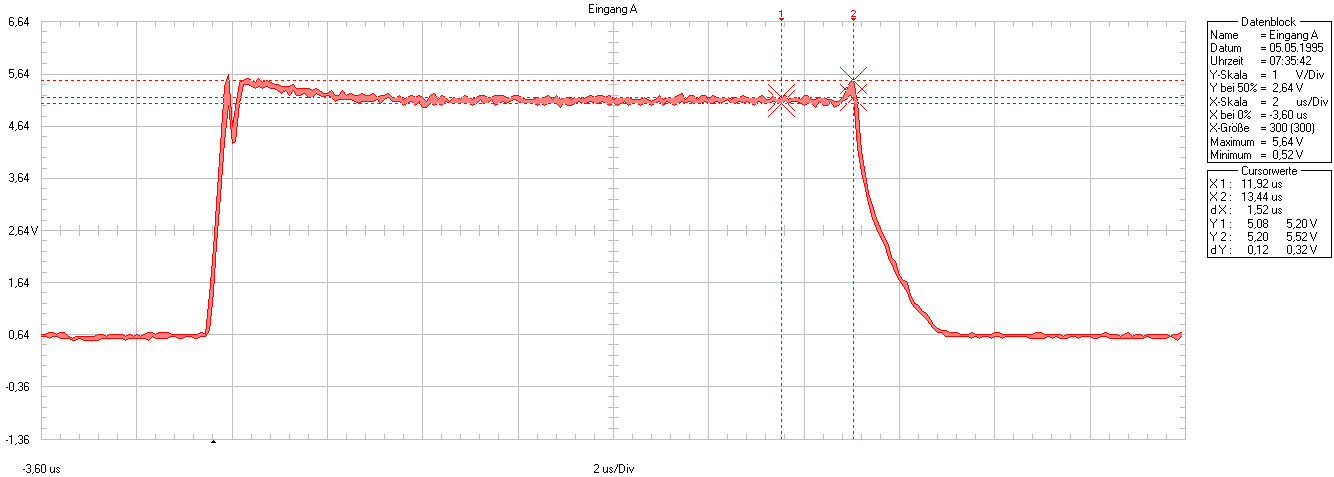 Eingang A
1 2
6,64
5,64
4,64
3,64
2,64 V
1,64
0,64
-0,36
-1,36
-3,60 us
2 us/Div
Datenblock
Name = Eingang A
Datum = 05.05.1995
Uhrzeit = 07:35:42
Y-Skala = 1 V/Div
Y bei 50% = 2,64 V
X-Skala = 2 us/Div
X bei 0% = -3,60 us
X-Größe = 300 (300)
Maximum = 5,64 V
Minimum = 0,52 V
Cursorwerte
X 1 : 11,92 us
X 2 : 13,44 us
d X : 1,52 us
Y 1 : 5,08 5,20 V
Y 2 : 5,20 5,52 V
d Y : 0,12 0,32 V